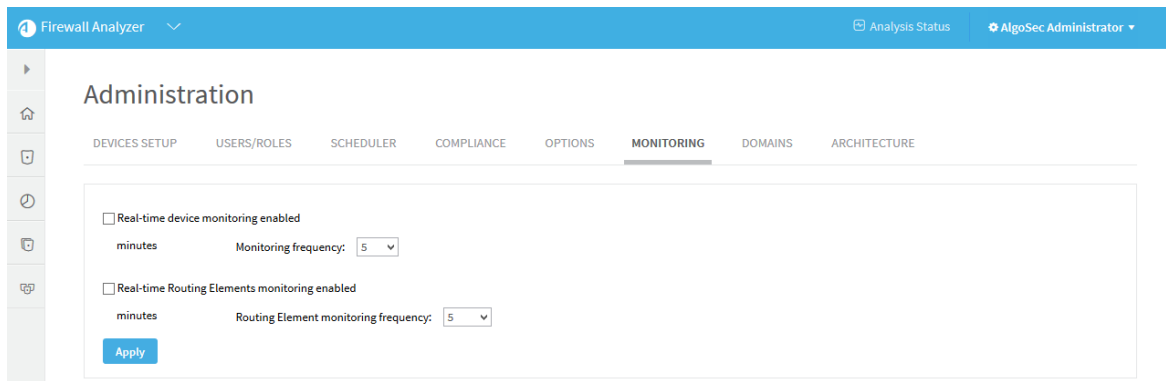 Firewall Analyzer
Analysis Status
AlgoSec Administrator
Administration
DEVICES SETUP USERS/ROLES SCHEDULER COMPLIANCE OPTIONS MONITORING DOMAINS ARCHITECTURE
Real-time device monitoring enabled
minutes Monitoring frequency: 5
Real-time Routing Elements monitoring enabled
minutes Routing Element monitoring frequency: 5
Apply